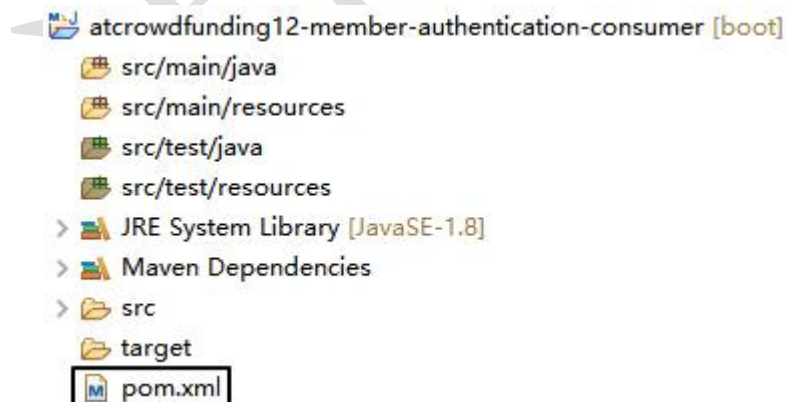 atcrowdfunding12-member-authentication-consumer [boot]
src/main/java
src/main/resources
src/test/java
src/test/resources
JRE System Library [JavaSE-1.8]
Maven Dependencies
src
target
pom.xml